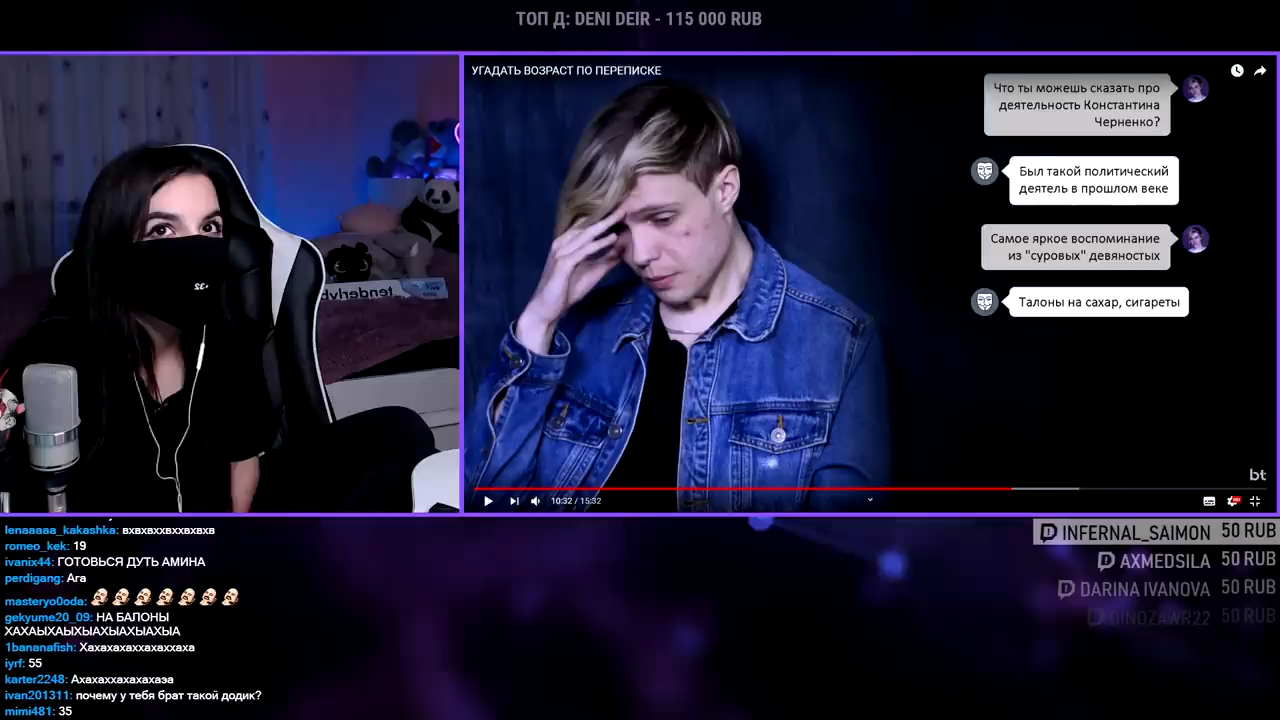 ТОП Д: DENI DEIR - 115 000 RUB
УГАДАТЬ ВОЗРАСТ ПО ПЕРЕПИСКЕ
Что ты можешь сказать про
деятельность Константина
Черненко?
Был такой политический
деятель в прошлом веке
Самое яркое воспоминание
из "суровых" девяностых
Талоны на сахар, сигареты
bt
10:32 / 15:32
lenaaaaa_kakashka: вхвхвххвххвхвхв
romeo_kek: 19
ivanix44: ГОТОВЬСЯ ДУТЬ АМИНА
perdigang: Ага
masteryo0oda:
gekyume20_09: НА БАЛОНЫ
ХАХАЫХАЫХЫАХЫАХЫАХЫА
1bananafish: Хахахахаххахаххаха
iyrf: 55
karter2248: Ахахаххахахахаэа
ivan201311: почему у тебя брат такой додик?
mimi481: 35
INFERNAL_SAIMON 50 RUB
AXMEDSILA 50 RUB
DARINA IVANOVA 50 RUB
DINOZAWR22 50 RUB